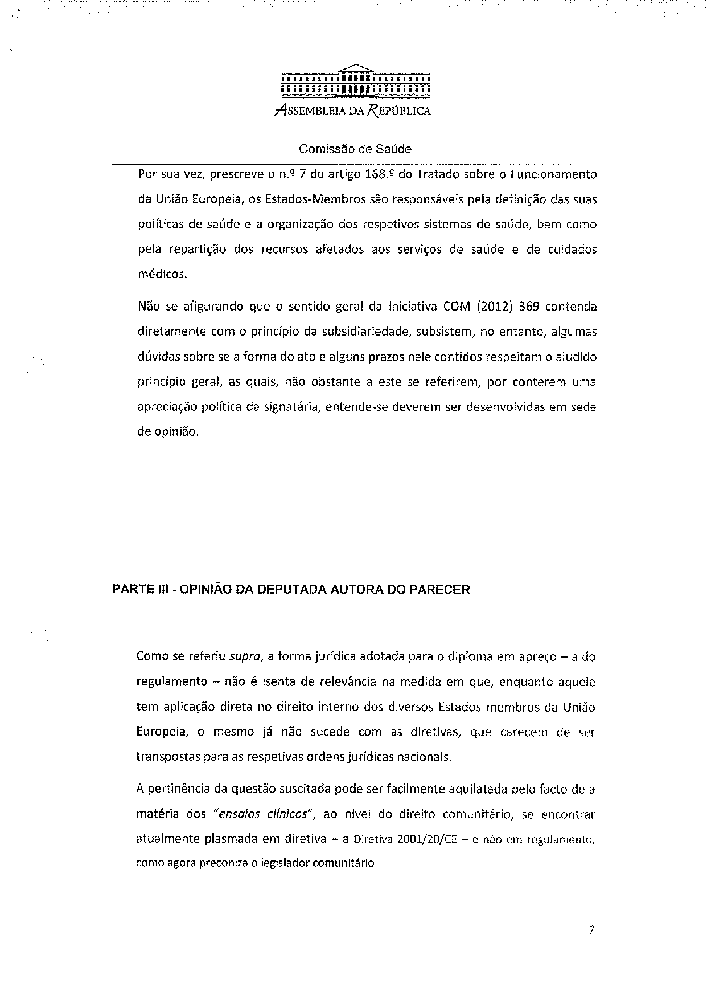 ASSEMBLEIA DA REPÚBLICA
Comissão de Saúde
Por sua vez, prescreve o n.º 7 do artigo 168.º do Tratado sobre o Funcionamento
da União Europeia, os Estados-Membros são responsáveis pela definição das suas
políticas de saúde e a organização dos respetivos sistemas de saúde, bem como
pela repartição dos recursos afetados aos serviços de saúde e de cuidados
médicos.
Não se afigurando que o sentido geral da Iniciativa COM (2012) 369 contenda
diretamente com o princípio da subsidiariedade, subsistem, no entanto, algumas
dúvidas sobre se a forma do ato e alguns prazos nele contidos respeitam o aludido
princípio geral, as quais, não obstante a este se referirem, por conterem uma
apreciação política da signatária, entende-se deverem ser desenvolvidas em sede
de opinião.
PARTE III - OPINIÃO DA DEPUTADA AUTORA DO PARECER
Como se referiu supra, a forma jurídica adotada para o diploma em apreço – a do
regulamento – não é isenta de relevância na medida em que, enquanto aquele
tem aplicação direta no direito interno dos diversos Estados membros da União
Europeia, o mesmo já não sucede com as diretivas, que carecem de ser
transpostas para as respetivas ordens jurídicas nacionais.
A pertinência da questão suscitada pode ser facilmente aquilatada pelo facto de a
matéria dos "ensaios clínicos", ao nível do direito comunitário, se encontrar
atualmente plasmada em diretiva – a Diretiva 2001/20/CE – e não em regulamento,
como agora preconiza o legislador comunitário.
7